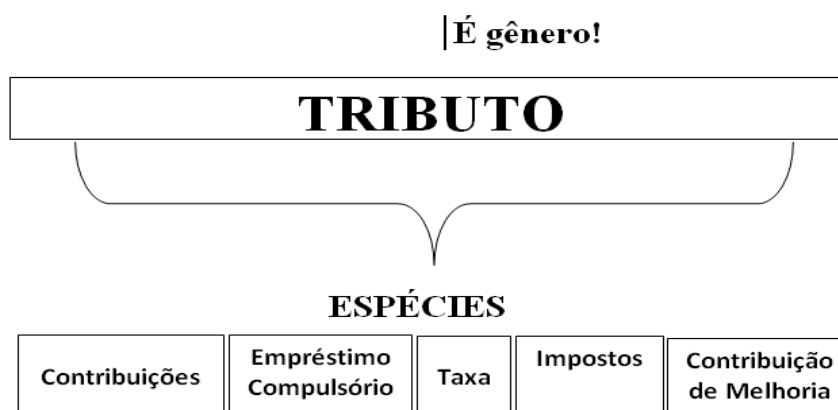 É gênero!
TRIBUTO
ESPÉCIES
Contribuições
Empréstimo
Compulsório
Taxa
Impostos
Contribuição
de Melhoria